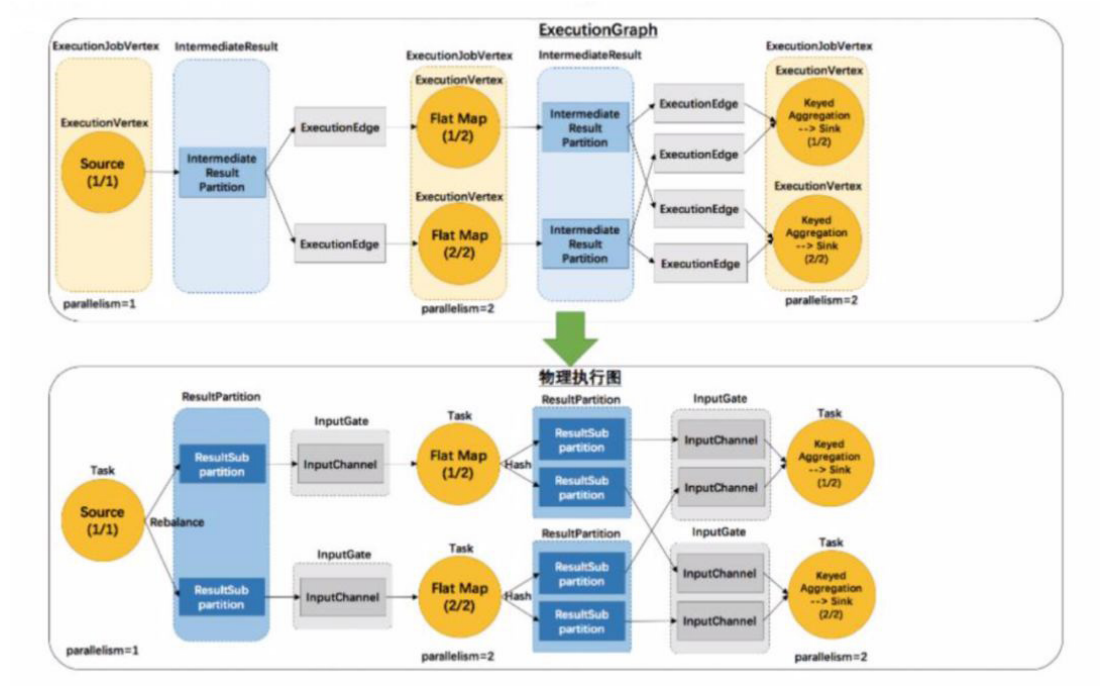 ExecutionGraph
ExecutionJobVertex
IntermediateResult
ExecutionJobVertex
IntermediateResult
ExecutionJobVertex
ExecutionVertex
Source
(1/1)
Intermediate
Result
Partition
ExecutionEdge
ExecutionEdge
ExecutionVertex
Flat Map
(1/2)
ExecutionVertex
Flat Map
(2/2)
Intermediate
Result
Partition
Intermediate
Result
Partition
ExecutionEdge
ExecutionEdge
ExecutionEdge
ExecutionEdge
ExecutionVertex
Keyed
Aggregation
--> Sink
(1/2)
ExecutionVertex
Keyed
Aggregation
--> Sink
(2/2)
parallelism=1
parallelism=2
parallelism=2
物理执行图
Task
Source
(1/1)
Rebalance
ResultPartition
ResultSub
partition
ResultSub
partition
InputGate
InputChannel
InputGate
InputChannel
Task
Flat Map
(1/2)
Hash
Task
Flat Map
(2/2)
Hash
ResultPartition
ResultSub
partition
ResultSub
partition
ResultPartition
ResultSub
partition
ResultSub
partition
InputGate
InputChannel
InputChannel
InputGate
InputChannel
InputChannel
Task
Keyed
Aggregation
--> Sink
(1/2)
Task
Keyed
Aggregation
--> Sink
(2/2)
parallelism=1
parallelism=2
parallelism=2